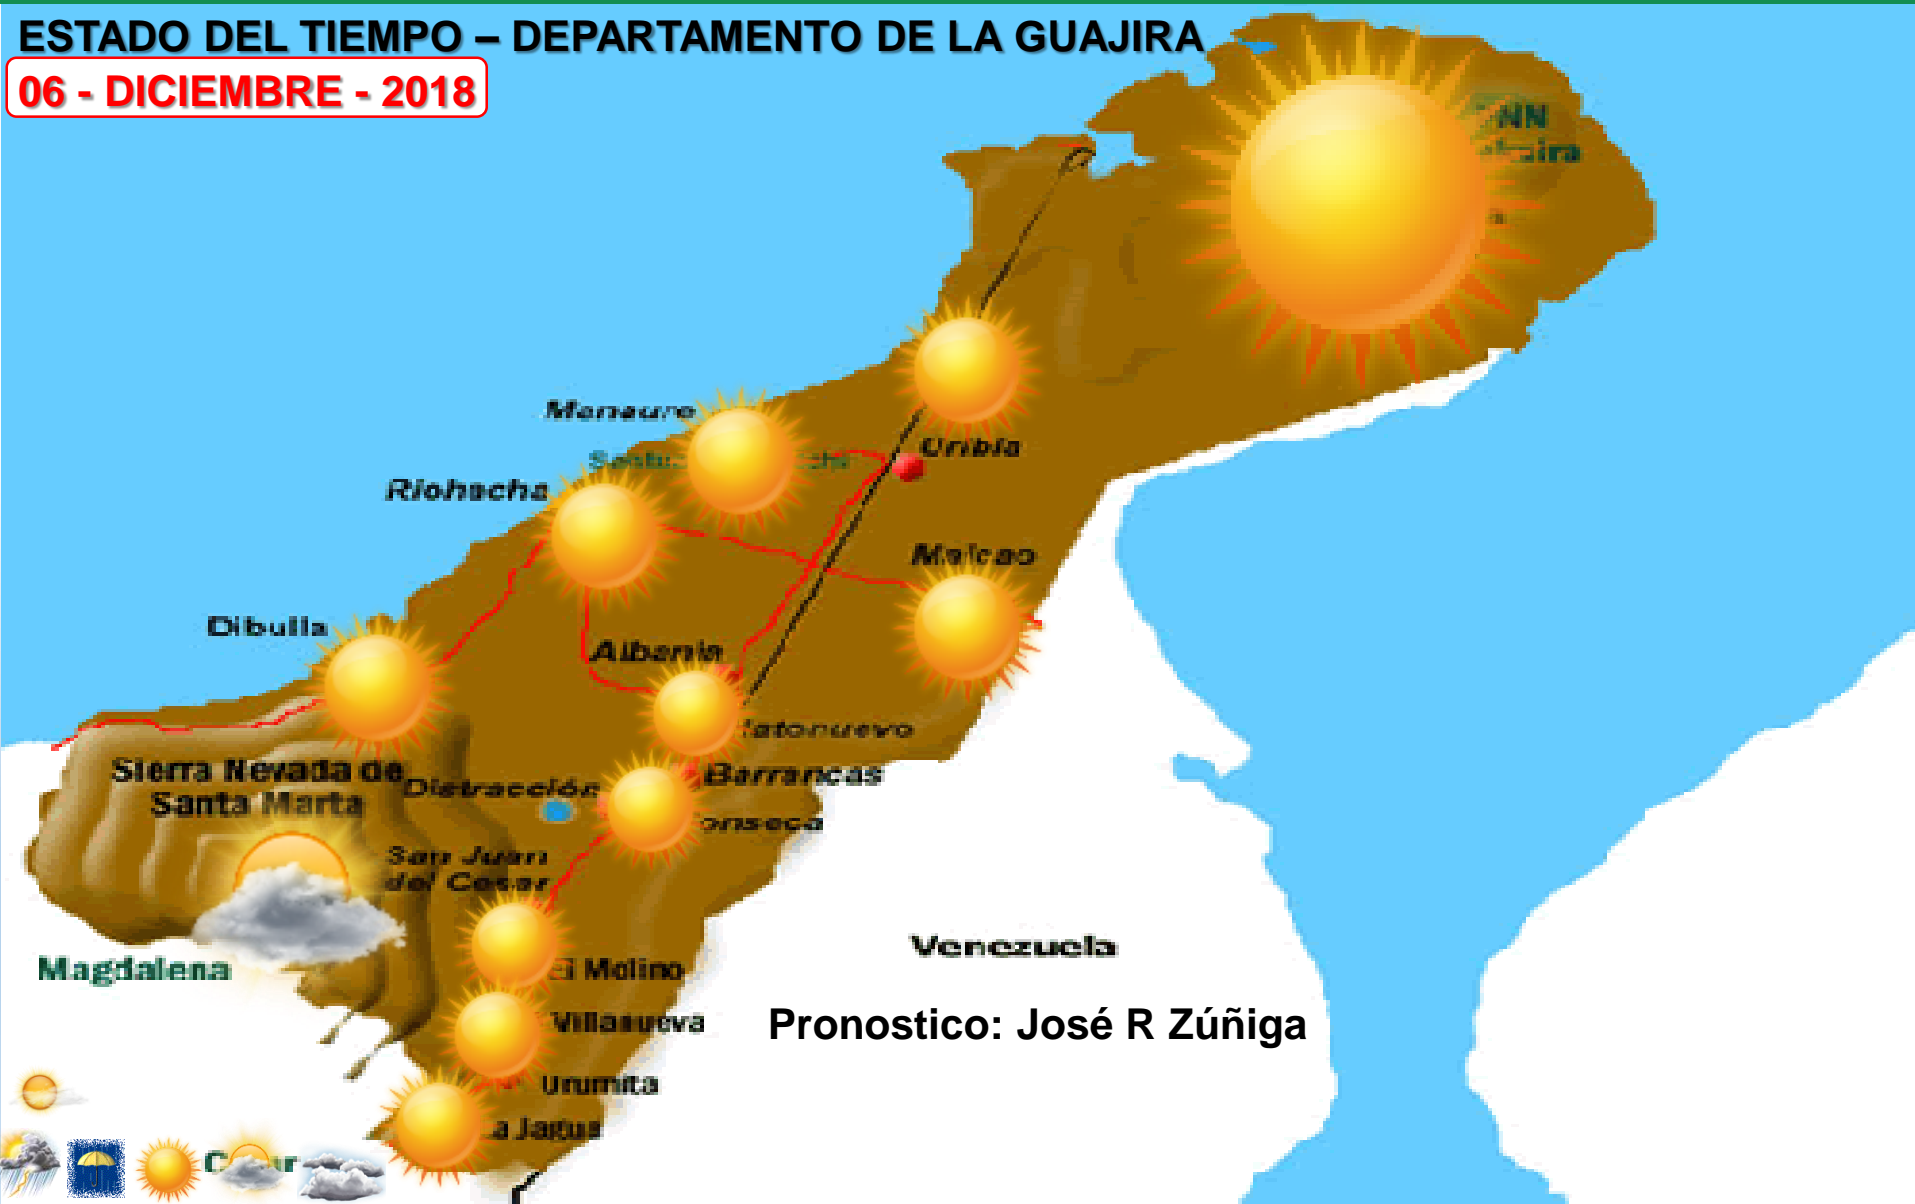 ESTADO DEL TIEMPO – DEPARTAMENTO DE LA GUAJIRA
06 - DICIEMBRE - 2018
Manaure
Uribia
Riohacha
Maicao
Dibulla
Albania
Sierra Nevada de
Santa Marta
Distracción
Barrancas
San Juan
del Cesar
Magdalena
El Molino
Venezuela
Villanueva
Pronostico: José R Zúñiga
Urumita